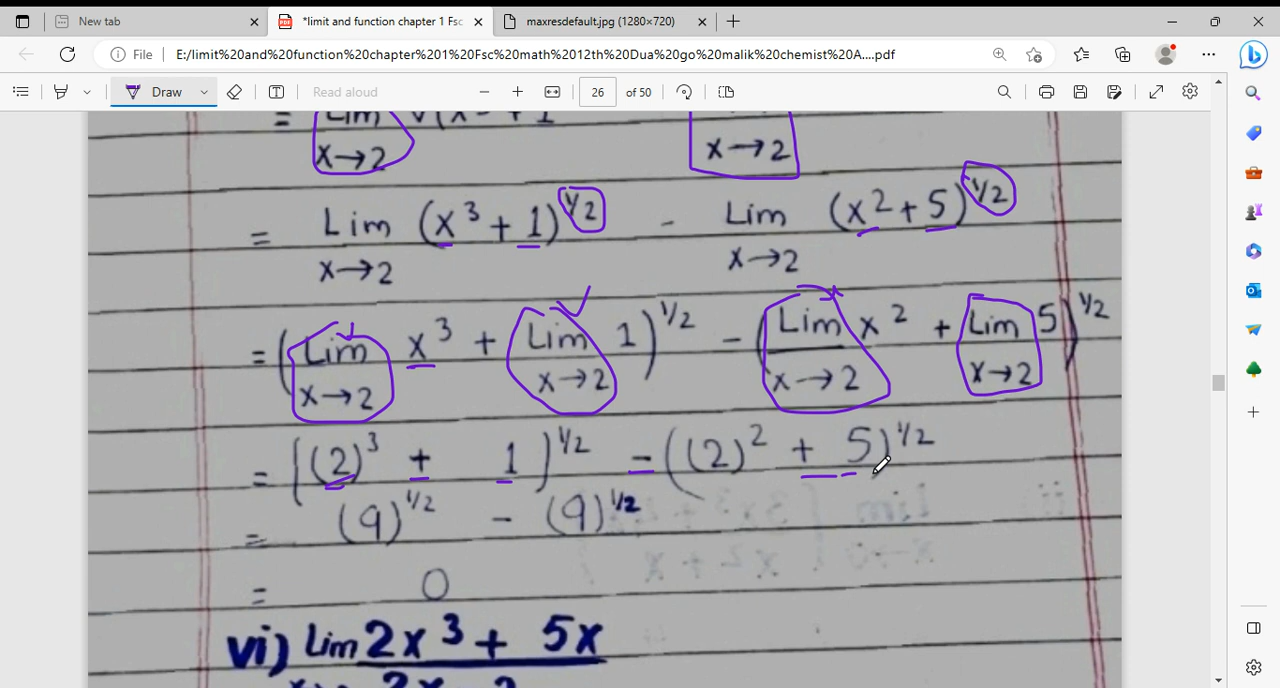 New tab
*limit and function chapter 1 Fsc
maxresdefault.jpg (1280×720)
File E:/limit%20and%20function%20chapter%201%20Fsc%20math%2012th%20Dua%20go%20malik%20chemist%20A....pdf
Draw
Read aloud
26 of 50
x→2 x→2
= Lim (x³ + 1)^1/2 - Lim (x² + 5)^1/2
x→2 x→2
= (Lim x³ + Lim 1)^1/2 - (Lim x² + Lim 5)^1/2
x→2 x→2 x→2 x→2
= ((2)³ + 1)^1/2 - ((2)² + 5)^1/2
= (9)^1/2 - (9)^1/2
= 0
vi) Lim 2x³ + 5x